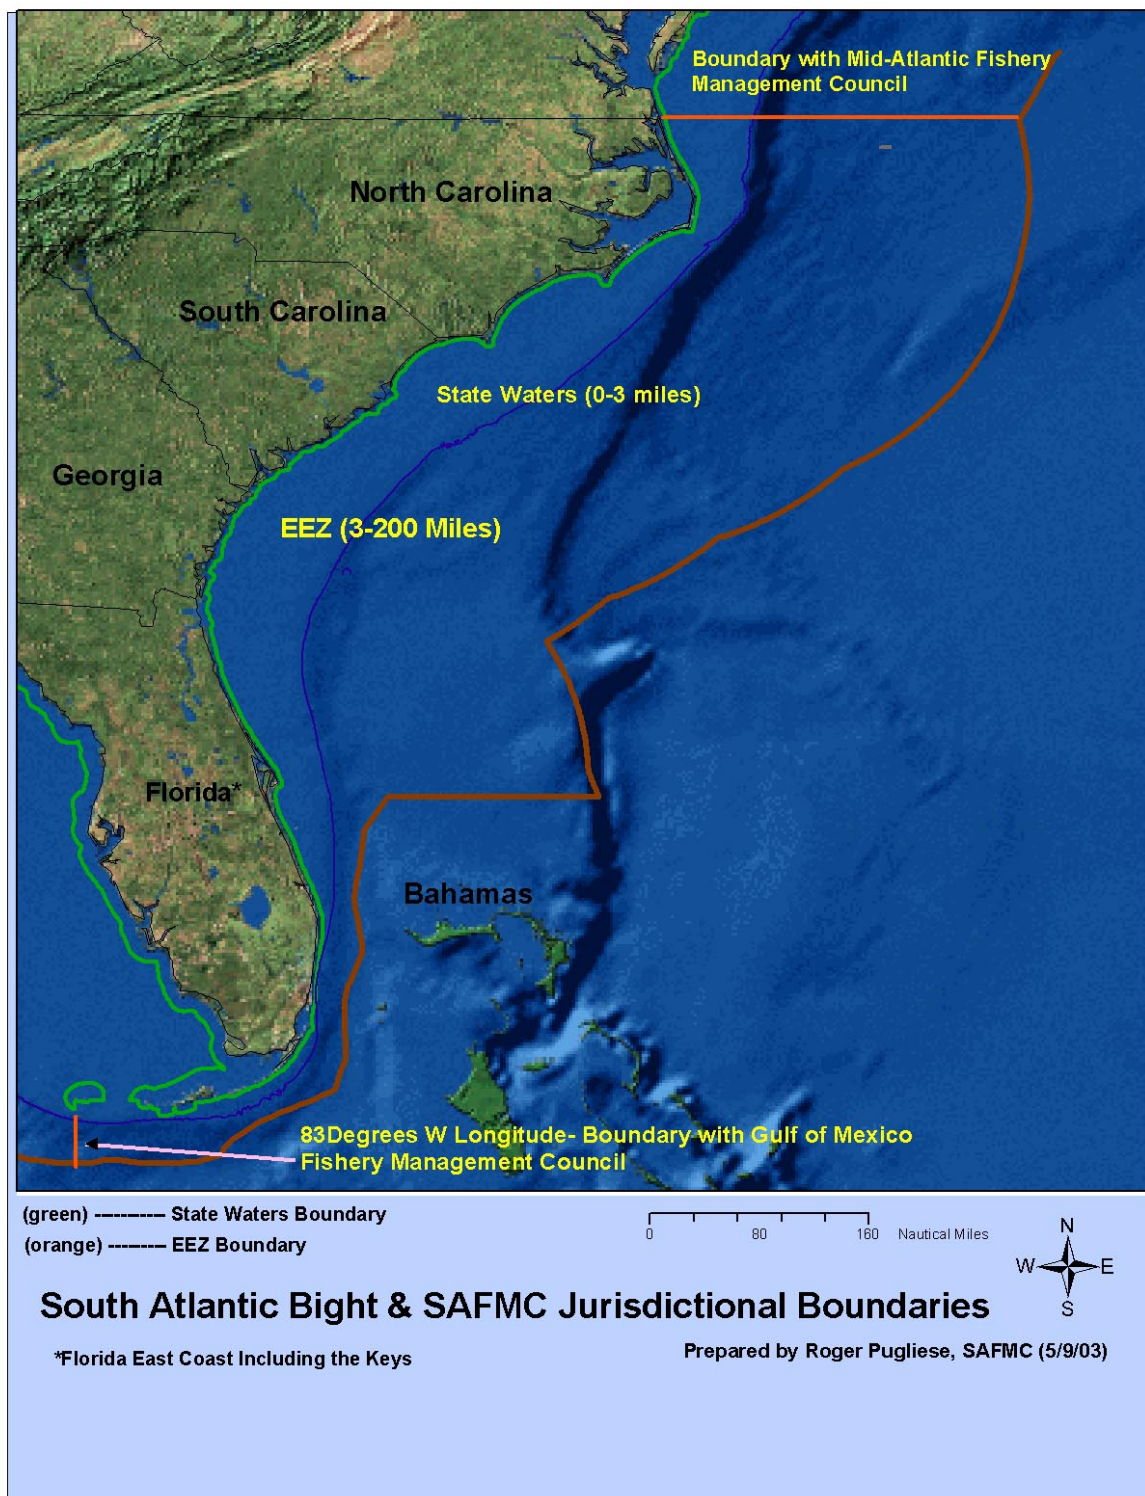 Boundary with Mid-Atlantic Fishery
Management Council
North Carolina
South Carolina
State Waters (0-3 miles)
Georgia
EEZ (3-200 Miles)
Florida*
Bahamas
83Degrees W Longitude- Boundary with Gulf of Mexico
Fishery Management Council
(green) ----------- State Waters Boundary
(orange) --------- EEZ Boundary
0 80 160 Nautical Miles
N
W E
S
South Atlantic Bight & SAFMC Jurisdictional Boundaries
*Florida East Coast Including the Keys
Prepared by Roger Pugliese, SAFMC (5/9/03)